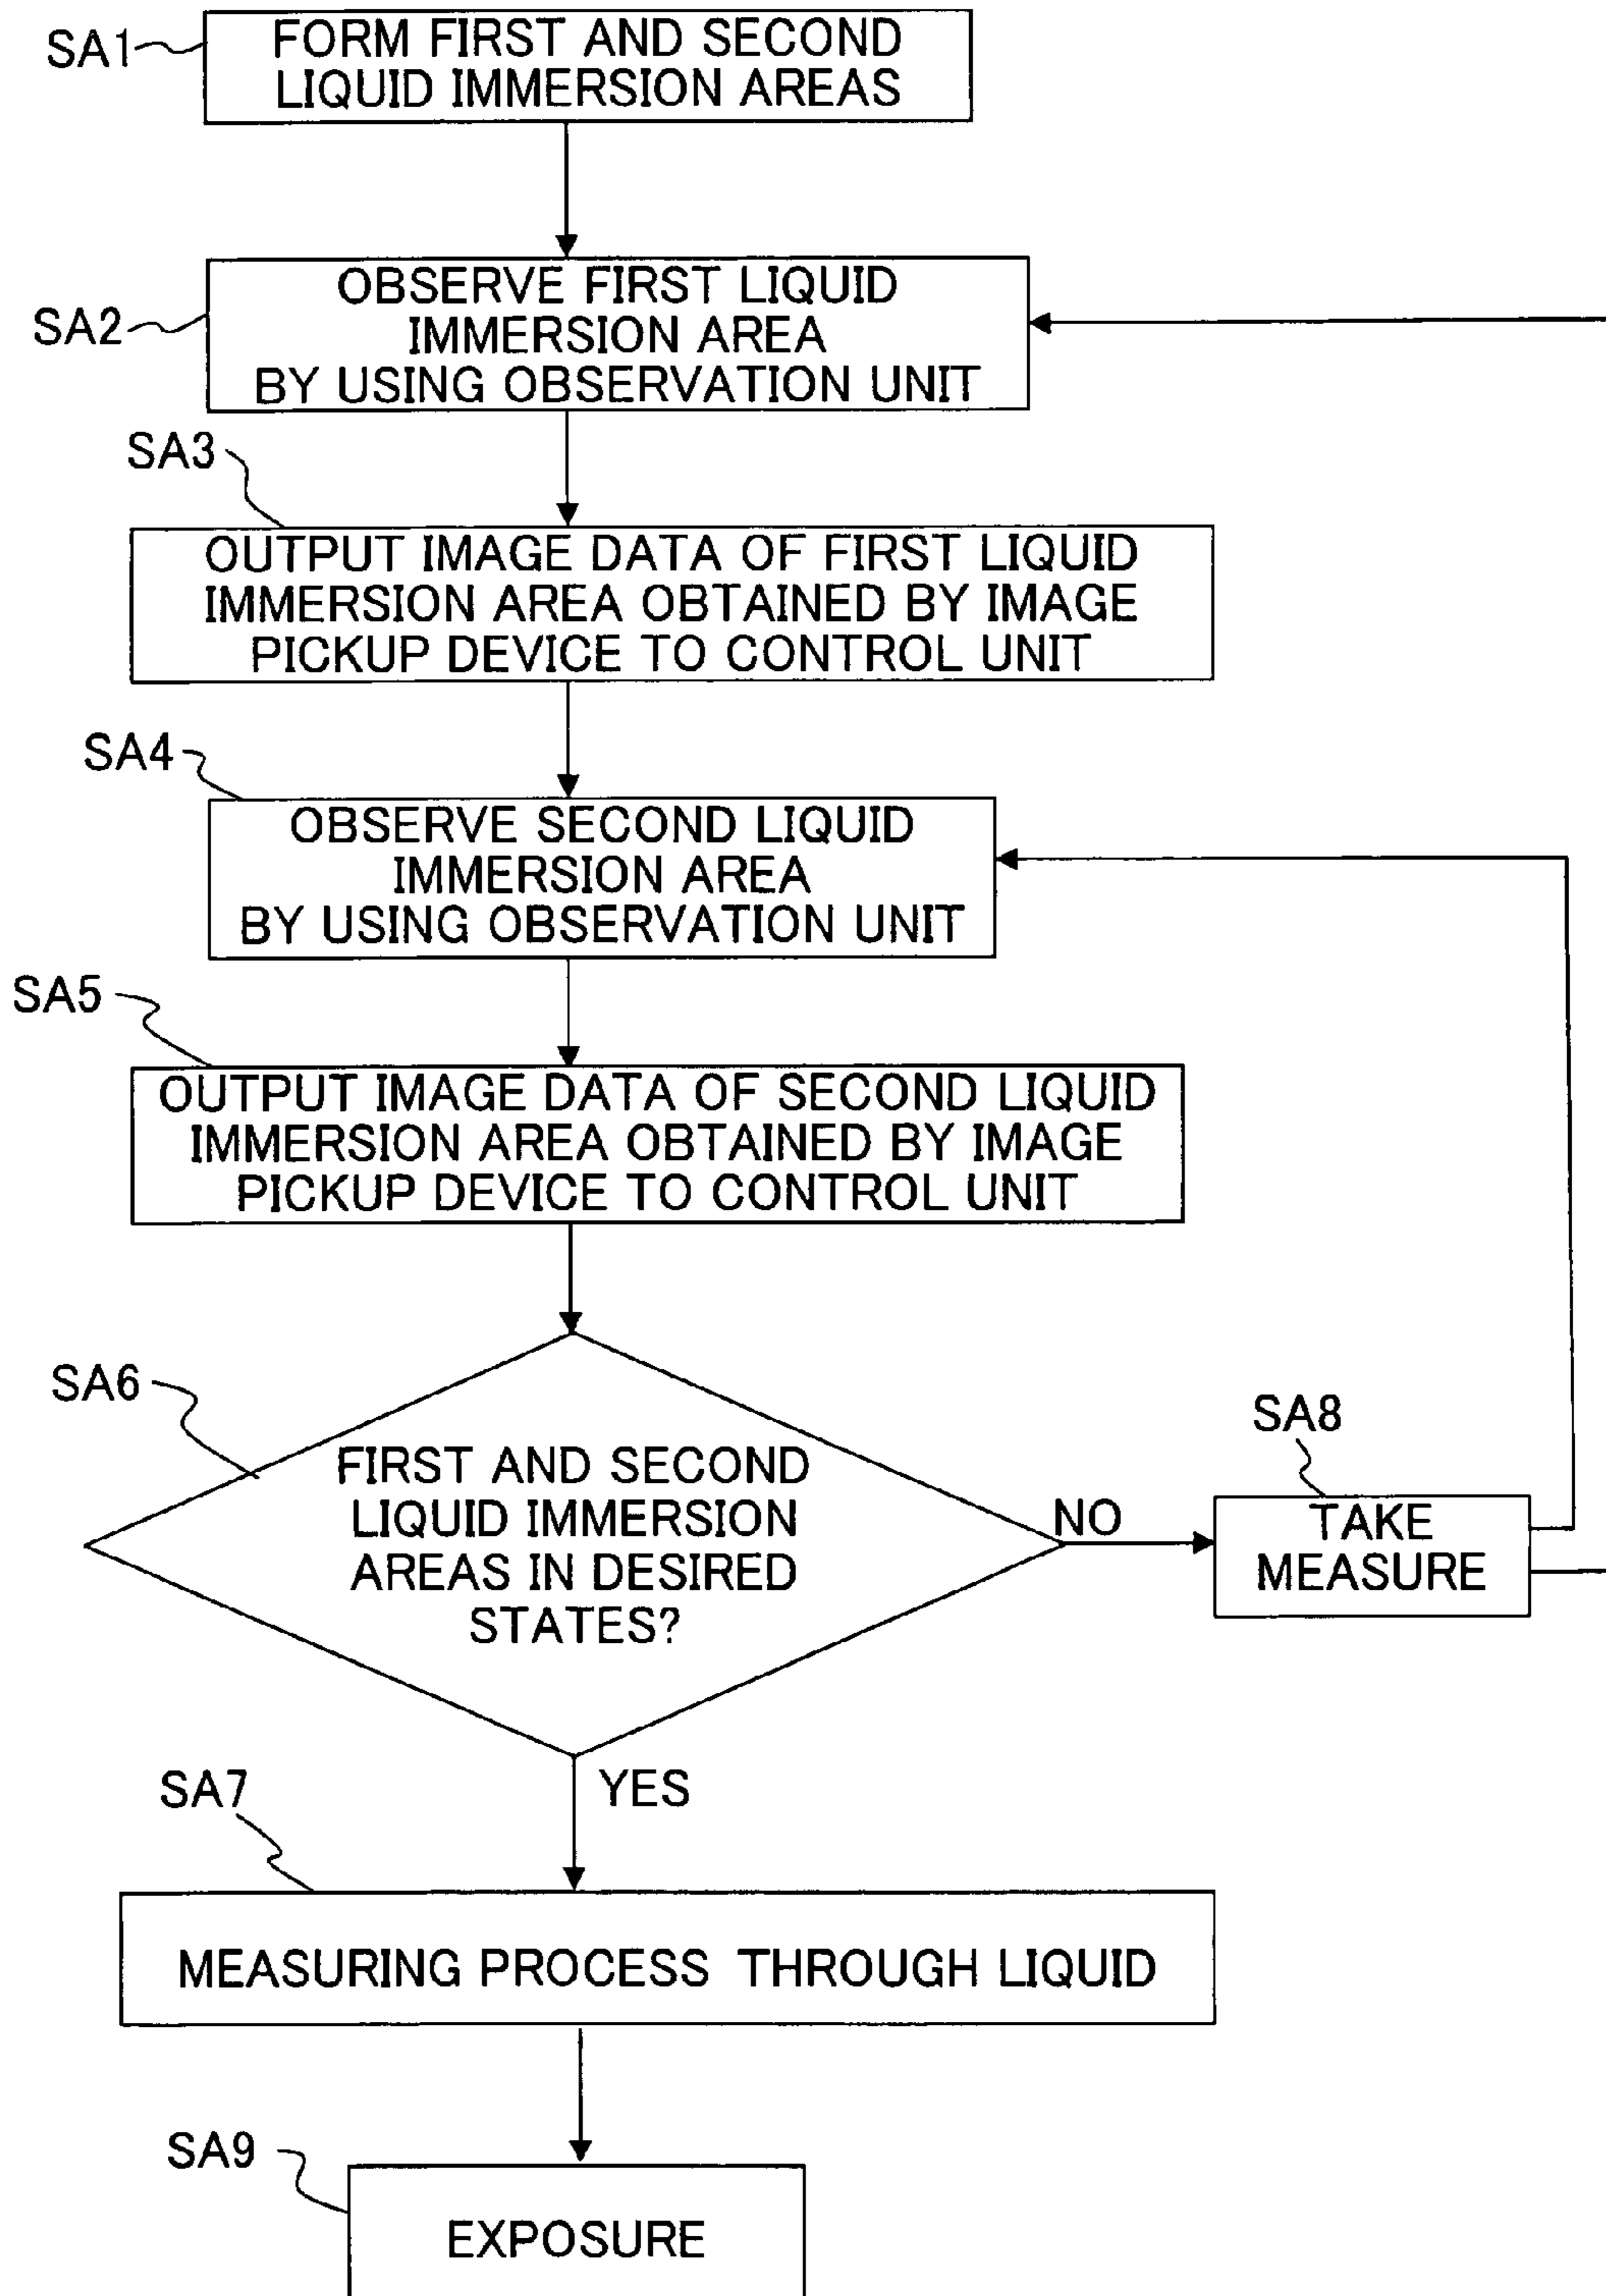 SA1
FORM FIRST AND SECOND
LIQUID IMMERSION AREAS
SA2
OBSERVE FIRST LIQUID
IMMERSION AREA
BY USING OBSERVATION UNIT
SA3
OUTPUT IMAGE DATA OF FIRST LIQUID
IMMERSION AREA OBTAINED BY IMAGE
PICKUP DEVICE TO CONTROL UNIT
SA4
OBSERVE SECOND LIQUID
IMMERSION AREA
BY USING OBSERVATION UNIT
SA5
OUTPUT IMAGE DATA OF SECOND LIQUID
IMMERSION AREA OBTAINED BY IMAGE
PICKUP DEVICE TO CONTROL UNIT
SA6
FIRST AND SECOND
LIQUID IMMERSION
AREAS IN DESIRED
STATES?
NO
SA8
TAKE
MEASURE
YES
SA7
MEASURING PROCESS THROUGH LIQUID
SA9
EXPOSURE